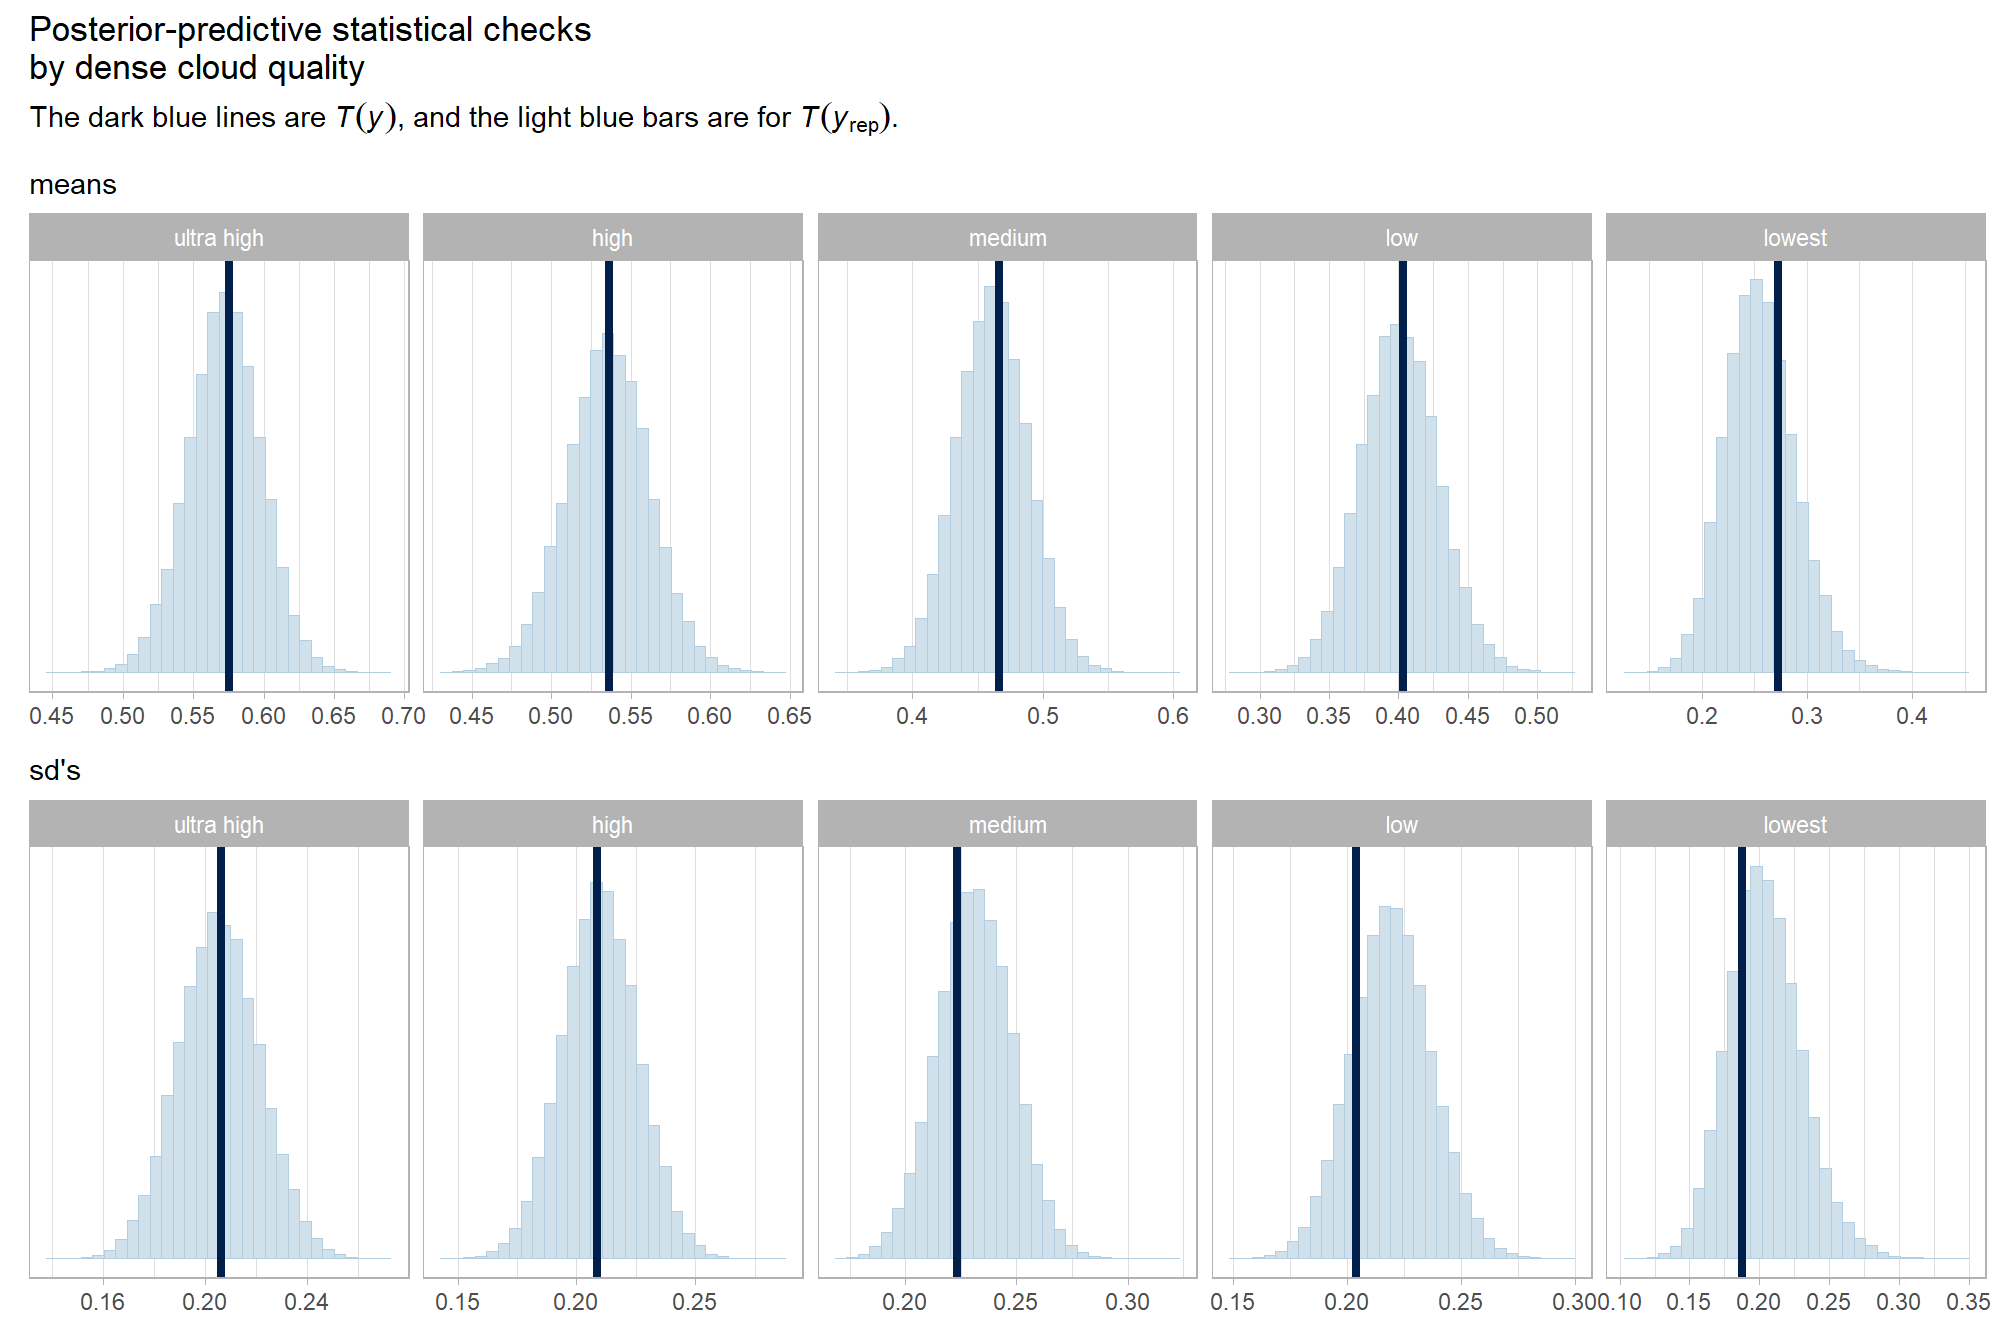 Posterior-predictive statistical checks
by dense cloud quality
The dark blue lines are T(y), and the light blue bars are for T(yrep).
means
ultra high high medium low lowest
0.45 0.50 0.55 0.60 0.65 0.70 0.45 0.50 0.55 0.60 0.65 0.4 0.5 0.6 0.30 0.35 0.40 0.45 0.50 0.2 0.3 0.4
sd's
ultra high high medium low lowest
0.16 0.20 0.24 0.15 0.20 0.25 0.20 0.25 0.30 0.15 0.20 0.25 0.30 0.10 0.15 0.20 0.25 0.30 0.35